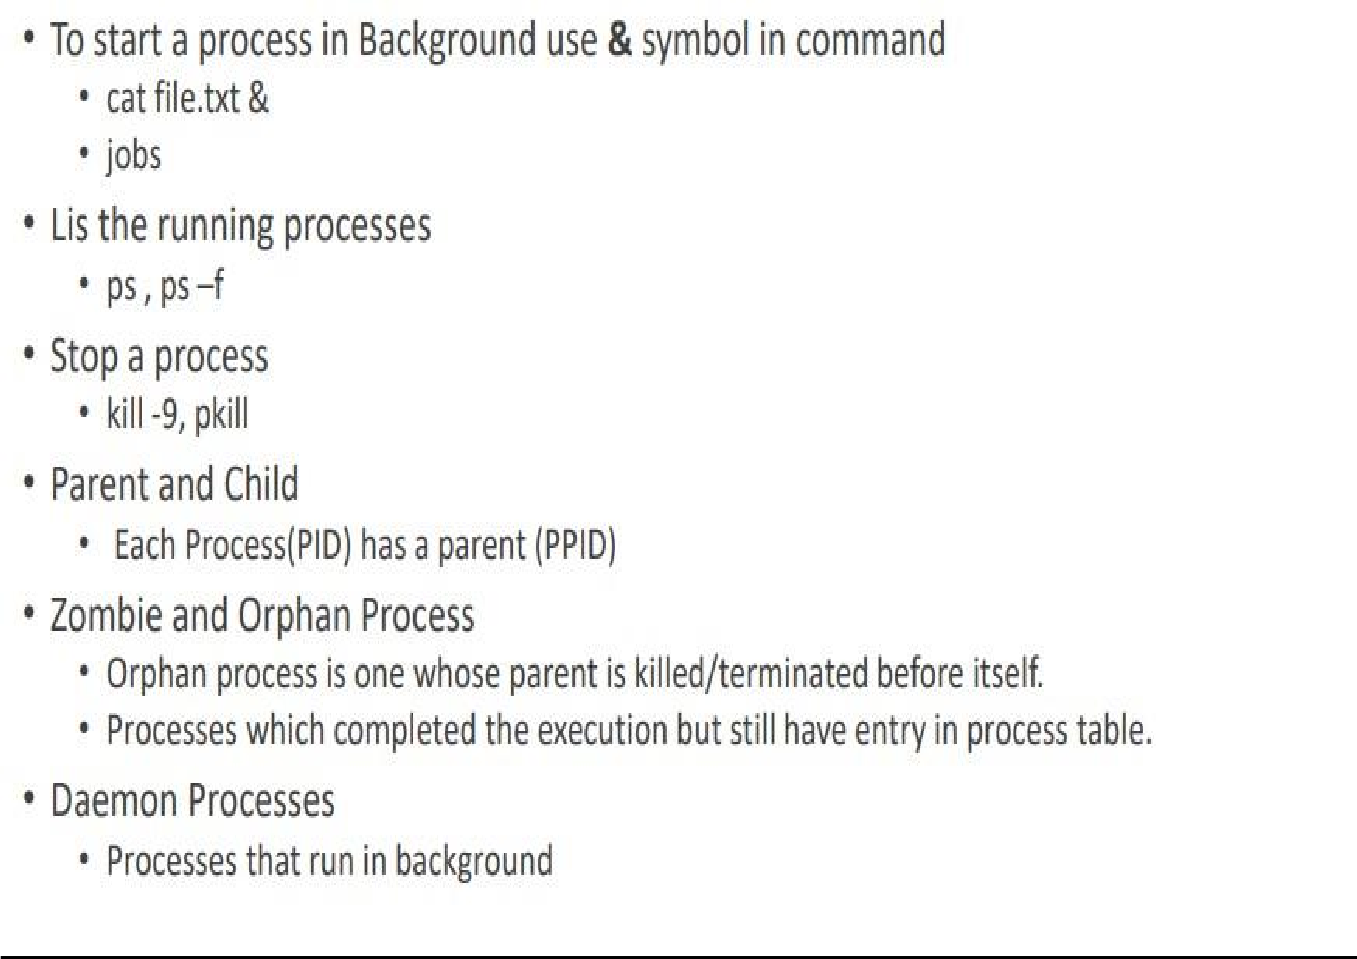 • To start a process in Background use & symbol in command
• cat file.txt &
• jobs
• Lis the running processes
• ps , ps –f
• Stop a process
• kill -9, pkill
• Parent and Child
• Each Process(PID) has a parent (PPID)
• Zombie and Orphan Process
• Orphan process is one whose parent is killed/terminated before itself.
• Processes which completed the execution but still have entry in process table.
• Daemon Processes
• Processes that run in background